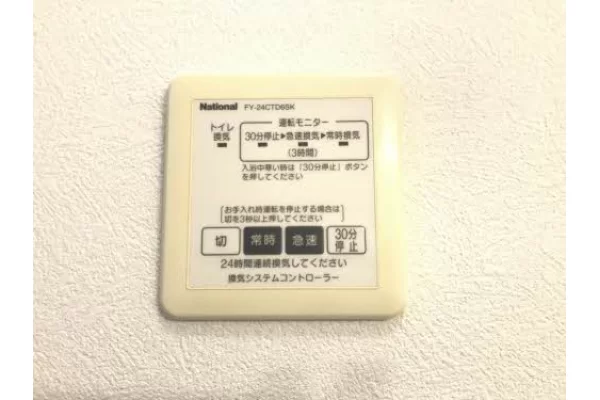 National FY-24CTD6SK
トイレ
換気
運転モニター
30分停止▶急速換気▶常時換気
(3時間)
入浴中寒い時は「30分停止」ボタン
を押してください
お手入れ時運転を停止する場合は
切を3秒以上押してください
切 常時 急速 30分
停止
24時間連続換気してください
換気システムコントローラー